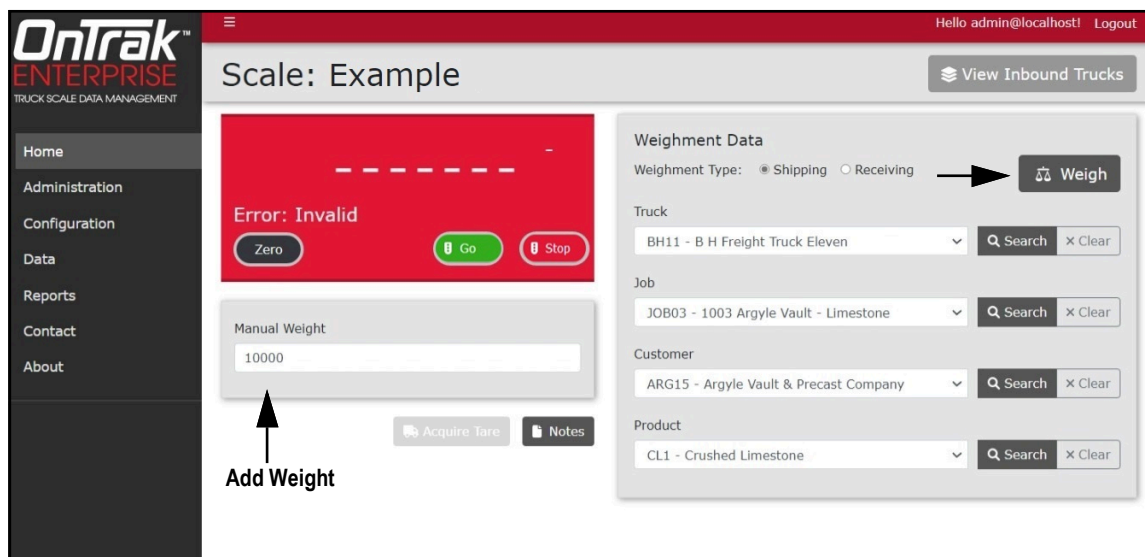 OnTrak™
ENTERPRISE
TRUCK SCALE DATA MANAGEMENT
Hello admin@localhost! Logout
Home
Administration
Configuration
Data
Reports
Contact
About
Scale: Example
View Inbound Trucks
- - - - - - - -
Error: Invalid
Zero
Go
Stop
Manual Weight
10000
Add Weight
Acquire Tare
Notes
Weighment Data
Weighment Type: Shipping Receiving
Weigh
Truck
BH11 - B H Freight Truck Eleven
Search × Clear
Job
JOB03 - 1003 Argyle Vault - Limestone
Search × Clear
Customer
ARG15 - Argyle Vault & Precast Company
Search × Clear
Product
CL1 - Crushed Limestone
Search × Clear